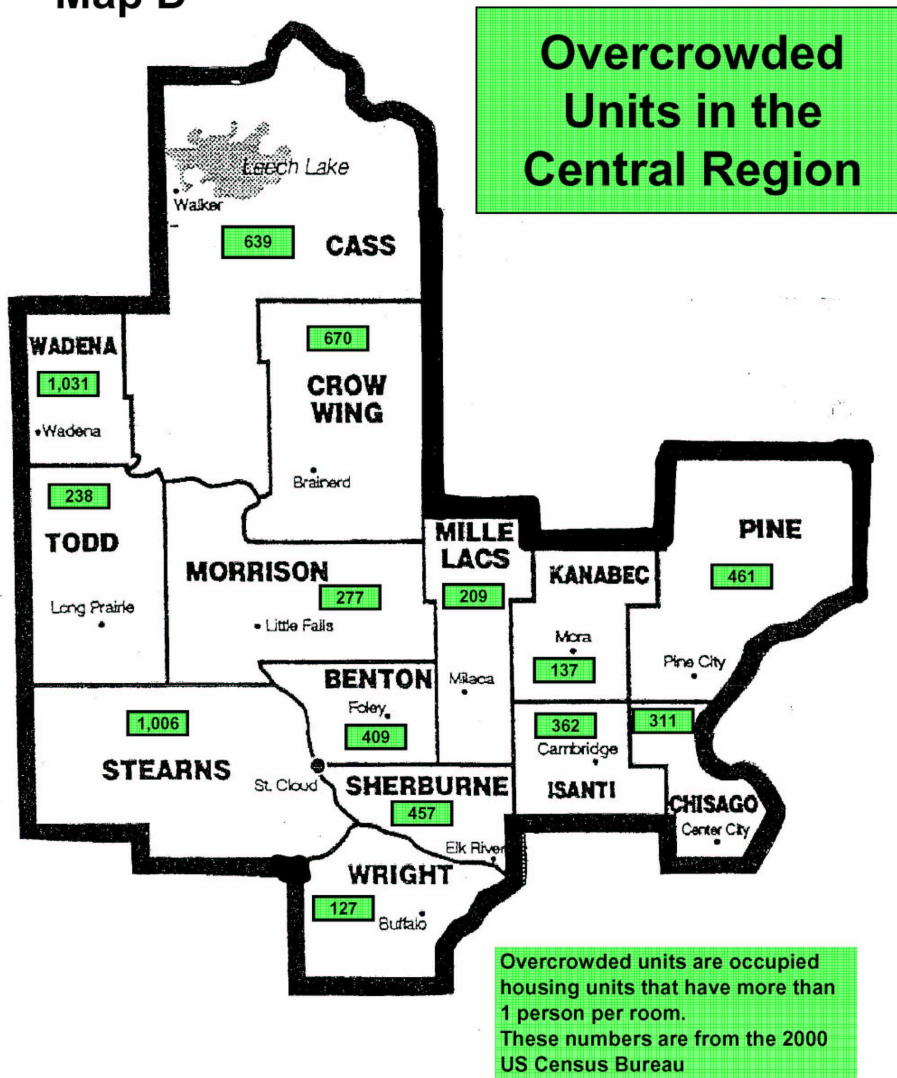 Map D
Overcrowded
Units in the
Central Region
Leech Lake
Walker
639
CASS
WADENA
1,031
Wadena
670
CROW
WING
Brainerd
238
TODD
Long Prairie
MORRISON
277
Little Falls
MILLE
LACS
209
Milaca
KANABEC
Mora
137
PINE
461
Pine City
BENTON
Foley
409
1,006
STEARNS
St. Cloud
SHERBURNE
457
Elk River
362
Cambridge
ISANTI
311
CHISAGO
Center City
WRIGHT
127
Buffalo
Overcrowded units are occupied
housing units that have more than
1 person per room.
These numbers are from the 2000
US Census Bureau